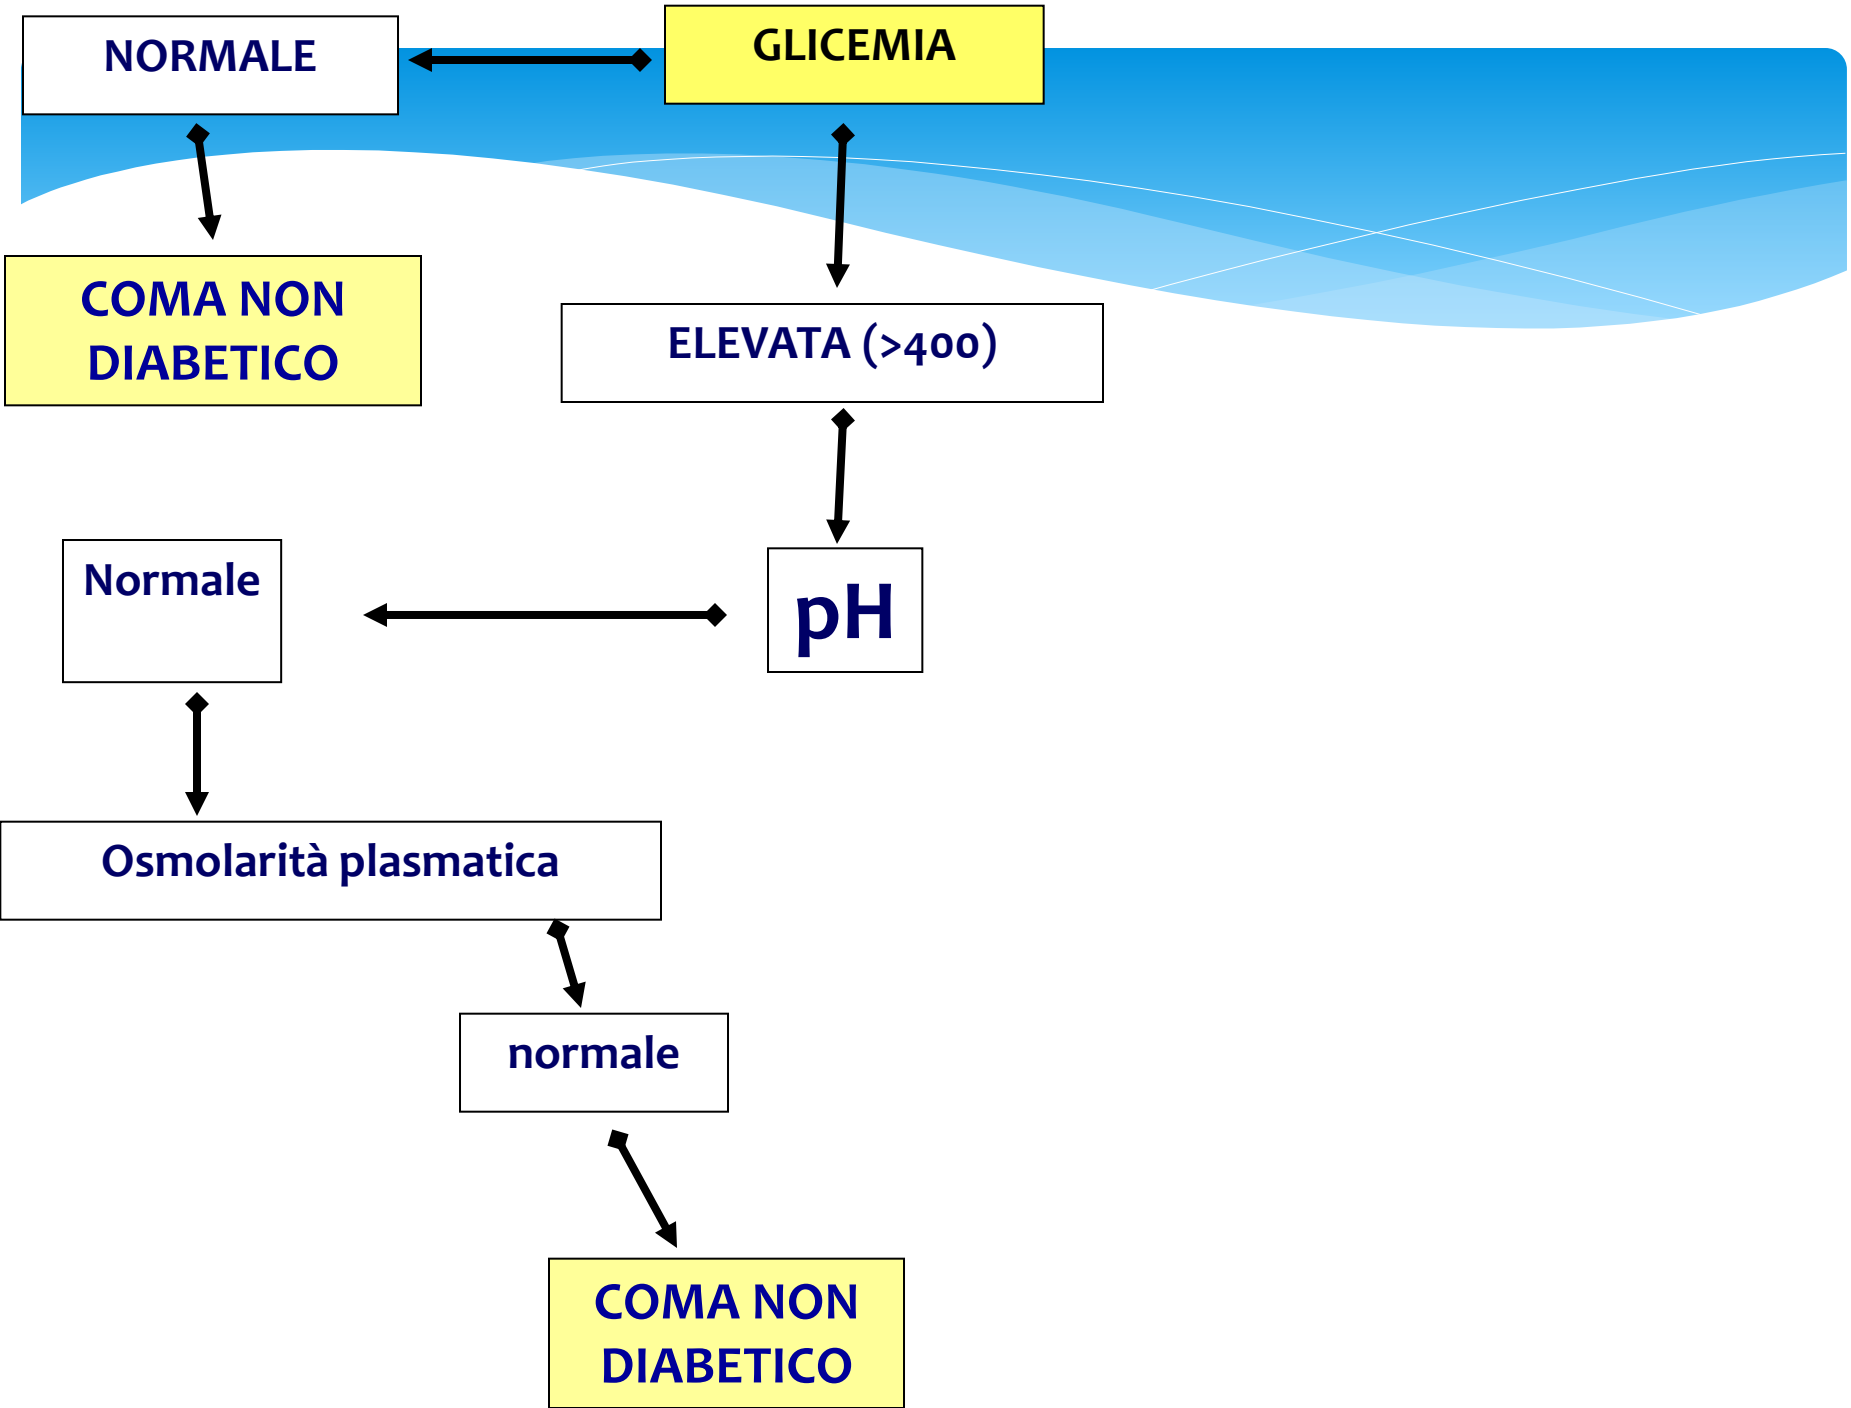 NORMALE
GLICEMIA
COMA NON
DIABETICO
ELEVATA (>400)
Normale
pH
Osmolarità plasmatica
normale
COMA NON
DIABETICO